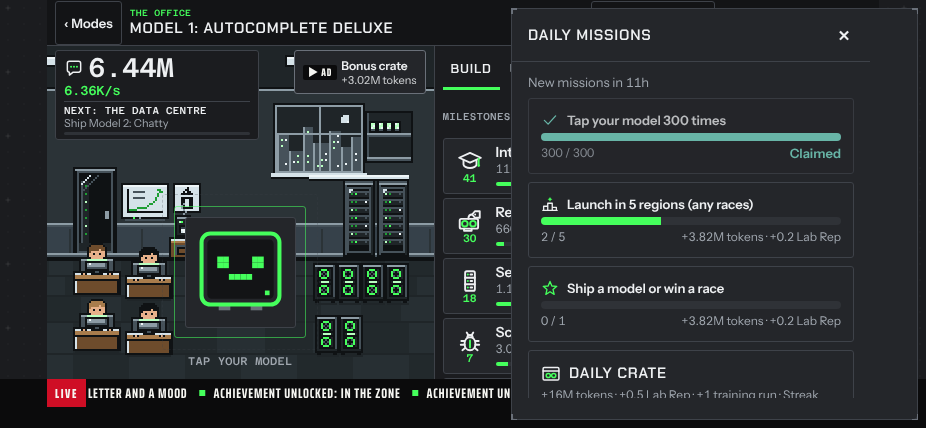 ‹ Modes
THE OFFICE
MODEL 1: AUTOCOMPLETE DELUXE
6.44M
6.36K/s
NEXT: THE DATA CENTRE
Ship Model 2: Chatty
AD
Bonus crate
+3.02M tokens
BUILD
MILESTONES
41
30
18
7
TAP YOUR MODEL
LIVE
LETTER AND A MOOD
ACHIEVEMENT UNLOCKED: IN THE ZONE
ACHIEVEMENT UN
DAILY MISSIONS
New missions in 11h
Tap your model 300 times
300 / 300
Claimed
Launch in 5 regions (any races)
2 / 5
+3.82M tokens · +0.2 Lab Rep
Ship a model or win a race
0 / 1
+3.82M tokens · +0.2 Lab Rep
DAILY CRATE
+16M tokens · +0.5 Lab Rep · +1 training run · Streak